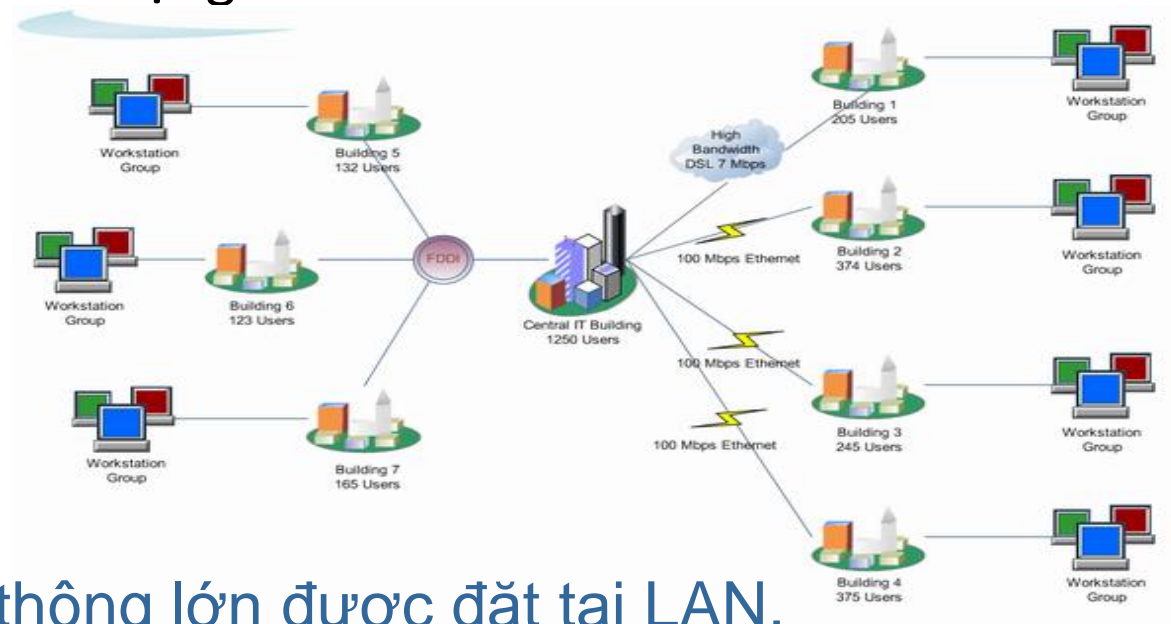 Workstation
Group
Building 5
132 Users
Workstation
Group
Building 6
123 Users
Workstation
Group
Building 7
165 Users
FDDI
Central IT Building
1250 Users
High
Bandwidth
DSL 7 Mbps
100 Mbps Ethernet
100 Mbps Ethernet
100 Mbps Ethernet
Building 1
205 Users
Workstation
Group
Building 2
374 Users
Workstation
Group
Building 3
245 Users
Workstation
Group
Building 4
375 Users
Workstation
Group
thông lớn được đặt tại LAN.